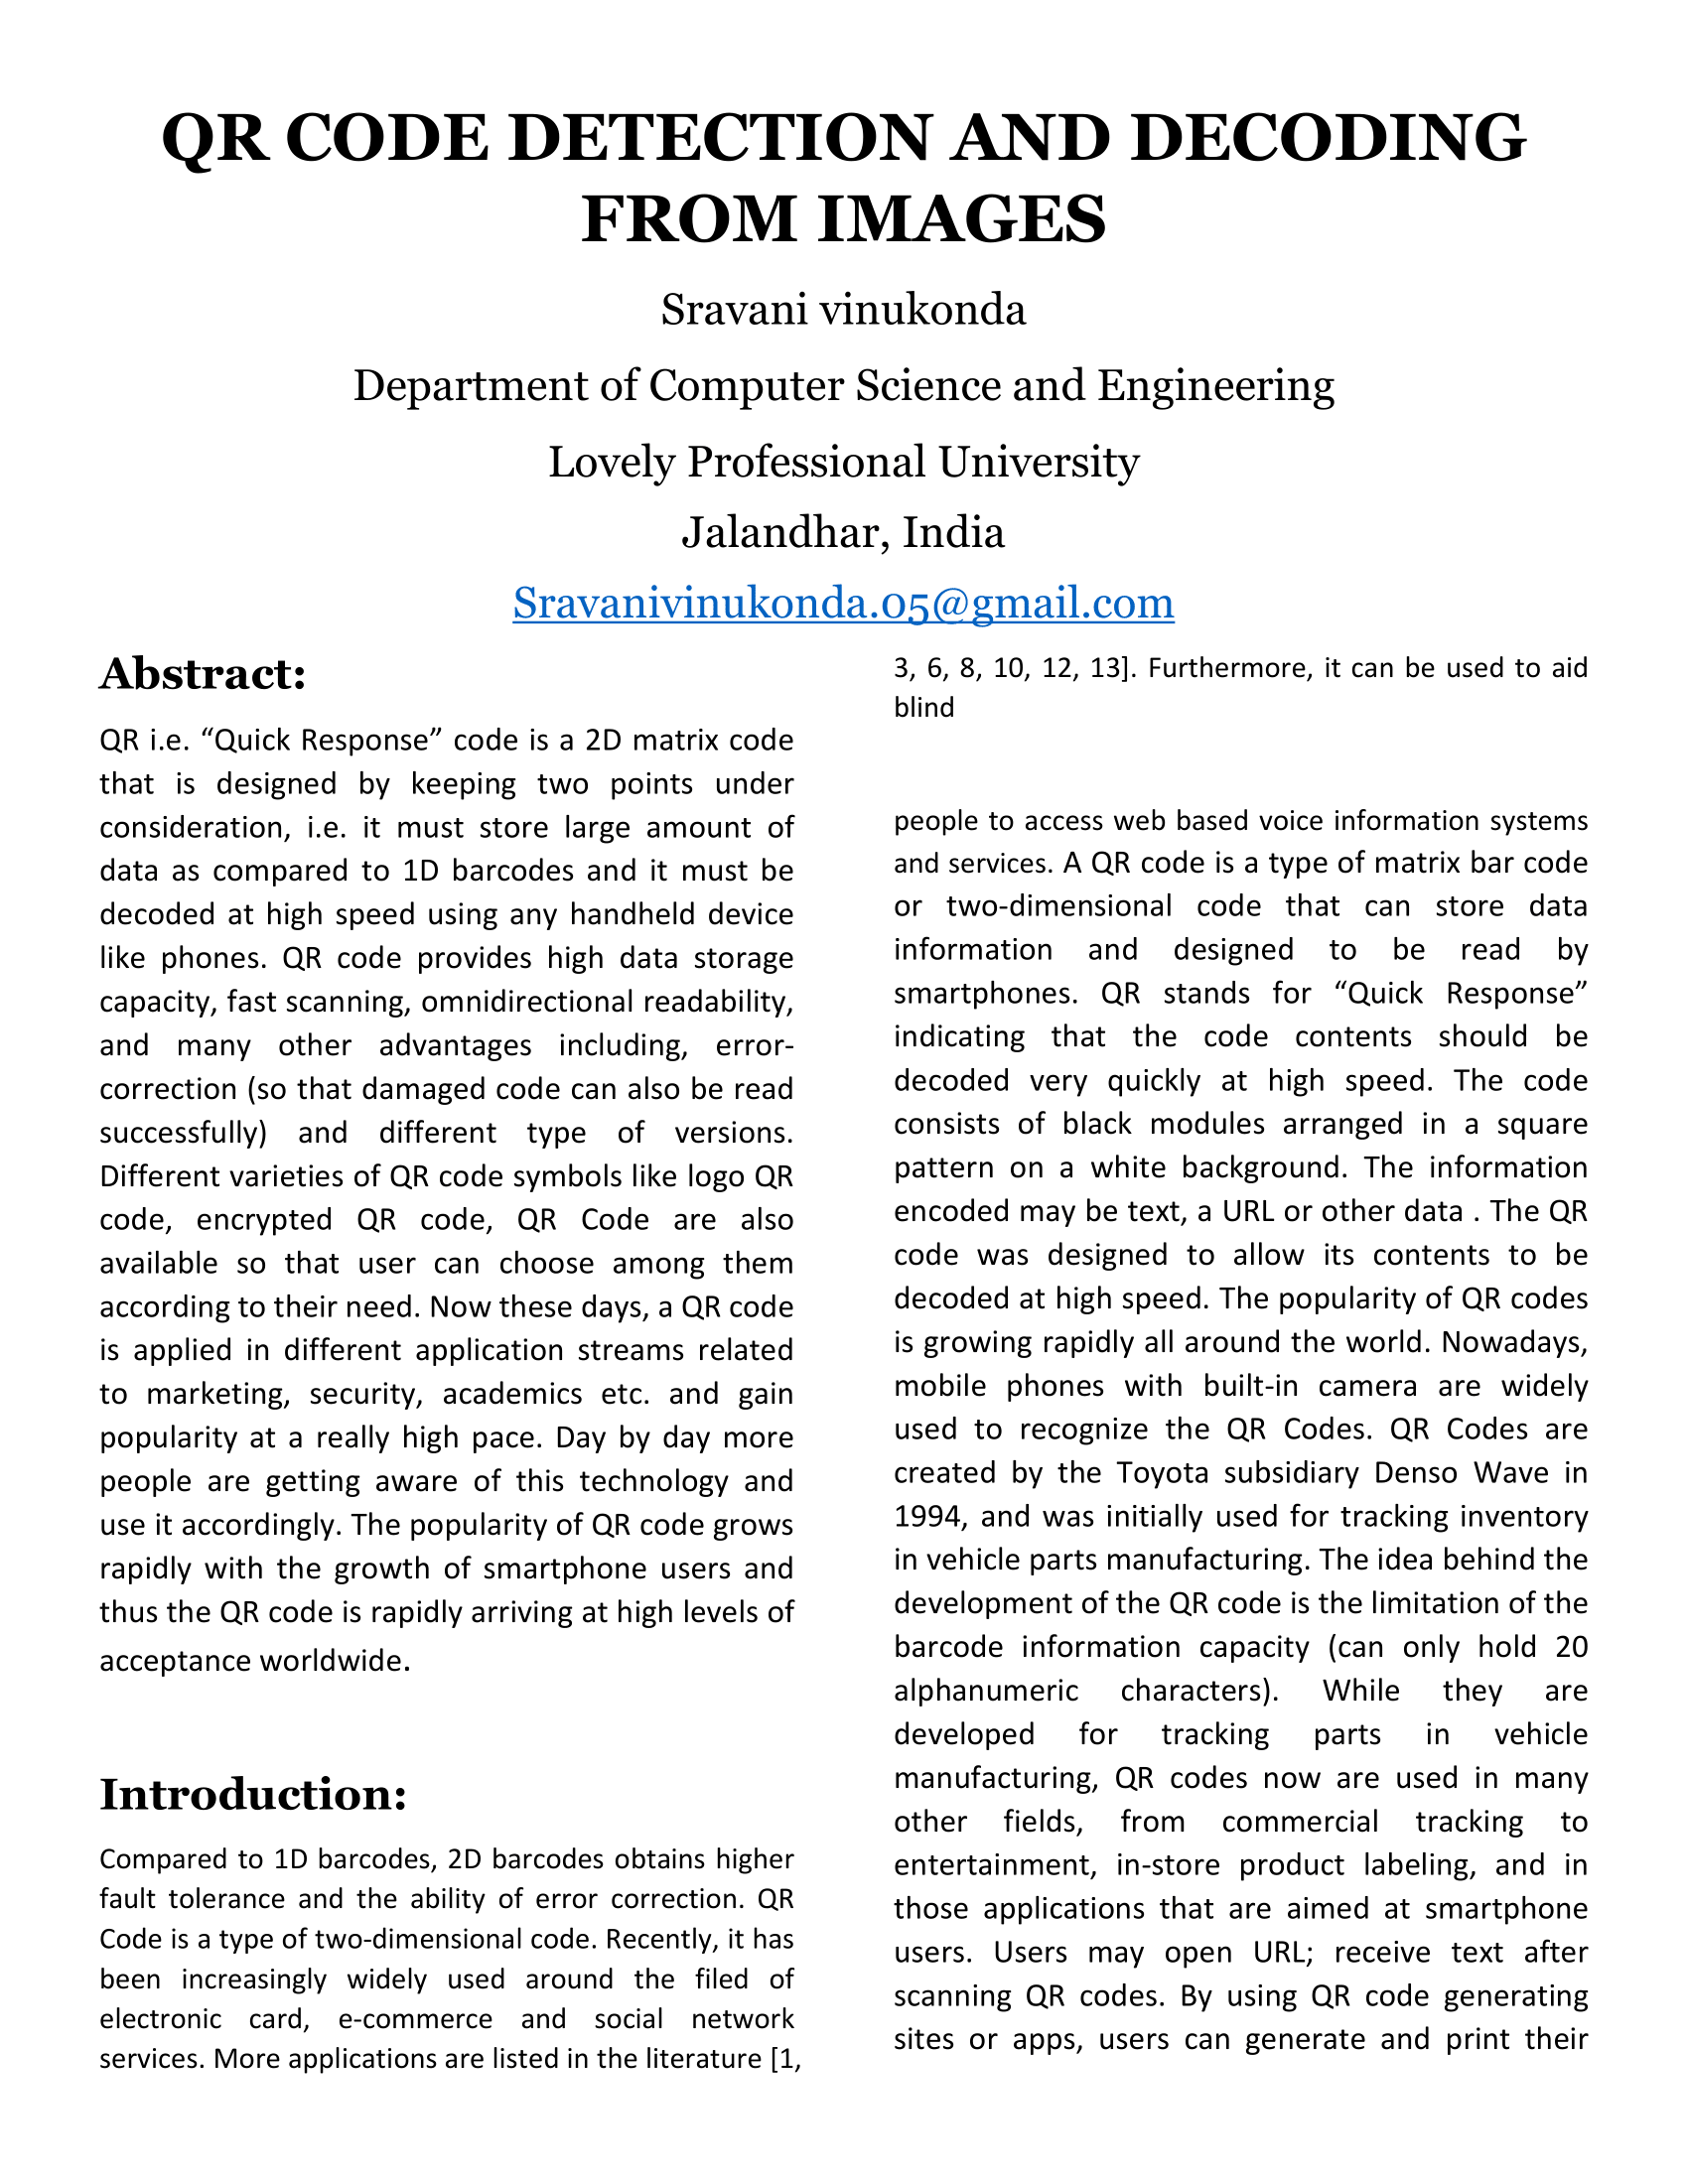 QR CODE DETECTION AND DECODING
FROM IMAGES
Sravani vinukonda
Department of Computer Science and Engineering
Lovely Professional University
Jalandhar, India
Sravanivinukonda.05@gmail.com
Abstract:
QR i.e. “Quick Response” code is a 2D matrix code
that is designed by keeping two points under
consideration, i.e. it must store large amount of
data as compared to 1D barcodes and it must be
decoded at high speed using any handheld device
like phones. QR code provides high data storage
capacity, fast scanning, omnidirectional readability,
and many other advantages including, error-
correction (so that damaged code can also be read
successfully) and different type of versions.
Different varieties of QR code symbols like logo QR
code, encrypted QR code, QR Code are also
available so that user can choose among them
according to their need. Now these days, a QR code
is applied in different application streams related
to marketing, security, academics etc. and gain
popularity at a really high pace. Day by day more
people are getting aware of this technology and
use it accordingly. The popularity of QR code grows
rapidly with the growth of smartphone users and
thus the QR code is rapidly arriving at high levels of
acceptance worldwide.
Introduction:
Compared to 1D barcodes, 2D barcodes obtains higher
fault tolerance and the ability of error correction. QR
Code is a type of two-dimensional code. Recently, it has
been increasingly widely used around the filed of
electronic card, e-commerce and social network
services. More applications are listed in the literature [1,
3, 6, 8, 10, 12, 13]. Furthermore, it can be used to aid
blind
people to access web based voice information systems
and services. A QR code is a type of matrix bar code
or two-dimensional code that can store data
information and designed to be read by
smartphones. QR stands for “Quick Response”
indicating that the code contents should be
decoded very quickly at high speed. The code
consists of black modules arranged in a square
pattern on a white background. The information
encoded may be text, a URL or other data . The QR
code was designed to allow its contents to be
decoded at high speed. The popularity of QR codes
is growing rapidly all around the world. Nowadays,
mobile phones with built-in camera are widely
used to recognize the QR Codes. QR Codes are
created by the Toyota subsidiary Denso Wave in
1994, and was initially used for tracking inventory
in vehicle parts manufacturing. The idea behind the
development of the QR code is the limitation of the
barcode information capacity (can only hold 20
alphanumeric characters). While they are
developed for tracking parts in vehicle
manufacturing, QR codes now are used in many
other fields, from commercial tracking to
entertainment, in-store product labeling, and in
those applications that are aimed at smartphone
users. Users may open URL; receive text after
scanning QR codes. By using QR code generating
sites or apps, users can generate and print their